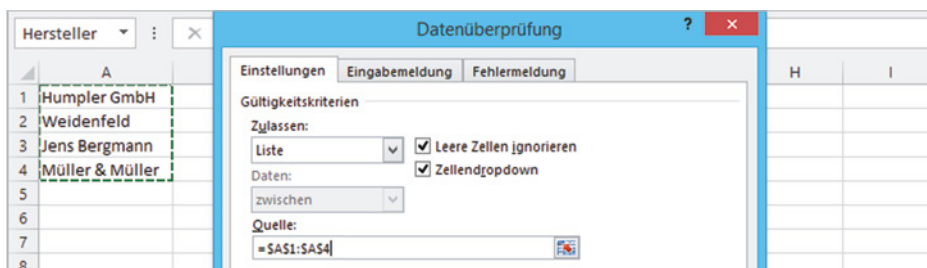 Hersteller
Datenüberprüfung
?
A
H
I
1 Humpler GmbH
2 Weidenfeld
3 Jens Bergmann
4 Müller & Müller
5
6
7
8
Einstellungen Eingabemeldung Fehlermeldung
Gültigkeitskriterien
Zulassen:
Liste
Leere Zellen ignorieren
Daten:
Zellendropdown
zwischen
Quelle:
=$A$1:$A$4